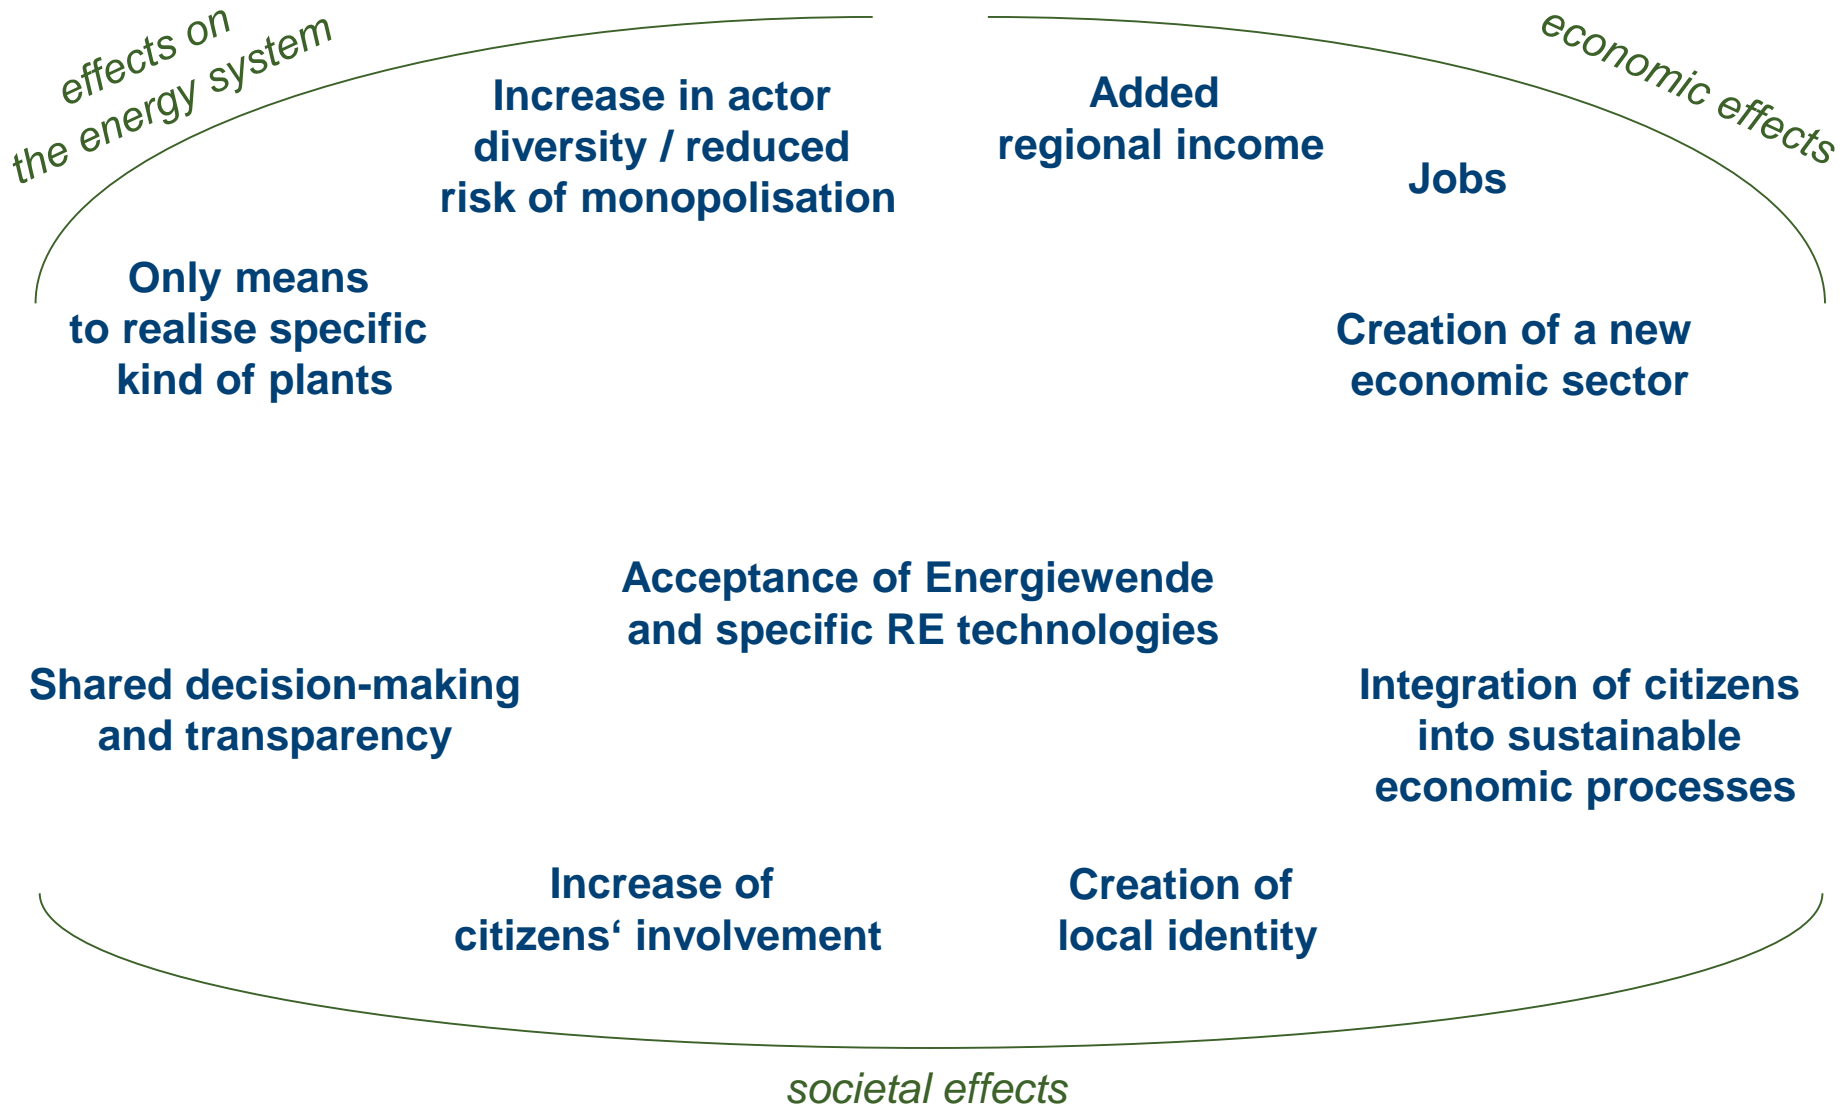 effects on
the energy system
economic effects
Increase in actor
diversity / reduced
risk of monopolisation
Added
regional income
Jobs
Only means
to realise specific
kind of plants
Creation of a new
economic sector
Acceptance of Energiewende
and specific RE technologies
Shared decision-making
and transparency
Integration of citizens
into sustainable
economic processes
Increase of
citizens‘ involvement
Creation of
local identity
societal effects